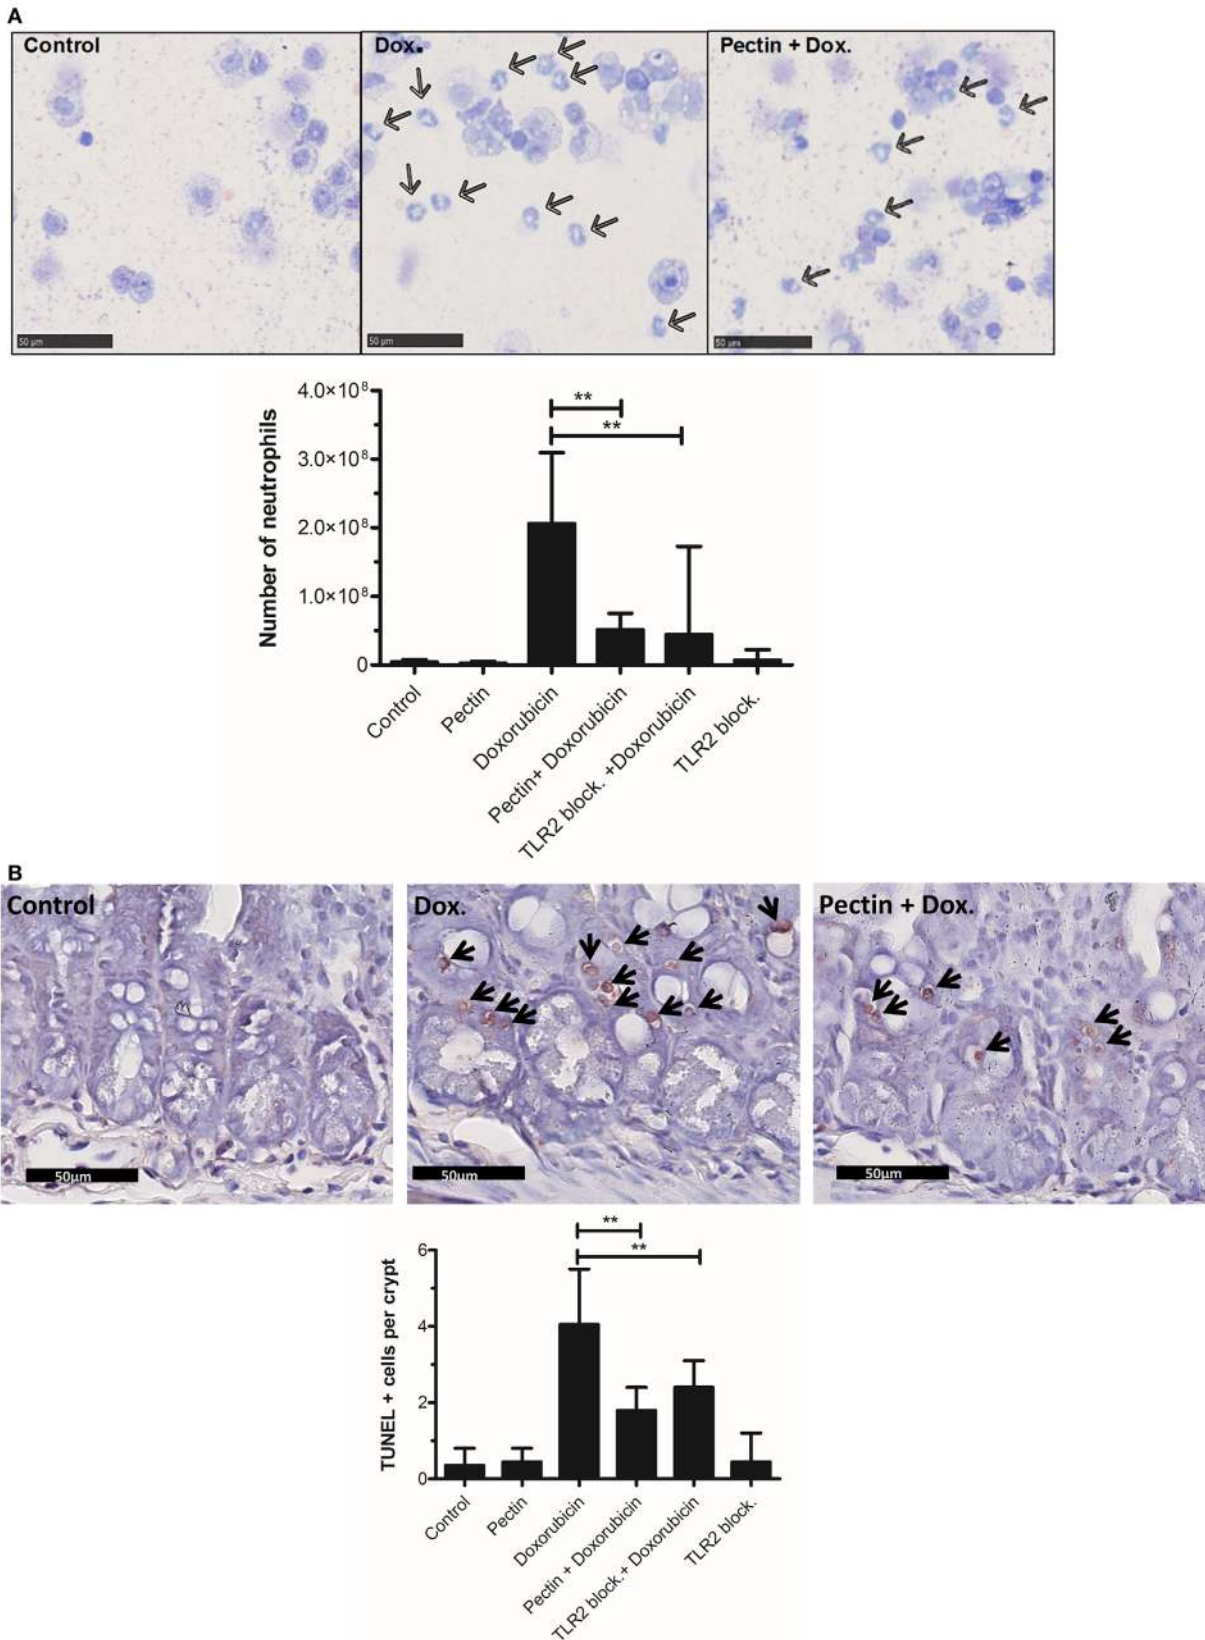 A
Control
Dox.
Pectin + Dox.
50 µm
50 µm
50 µm
**
**
4.0×10⁸
3.0×10⁸
2.0×10⁸
1.0×10⁸
0
Number of neutrophils
Control
Pectin
Doxorubicin
Pectin+ Doxorubicin
TLR2 block. +Doxorubicin
TLR2 block.
B
Control
Dox.
Pectin + Dox.
50µm
50µm
50µm
**
**
6
4
2
0
TUNEL + cells per crypt
Control
Pectin
Doxorubicin
Pectin + Doxorubicin
TLR2 block.+ Doxorubicin
TLR2 block.